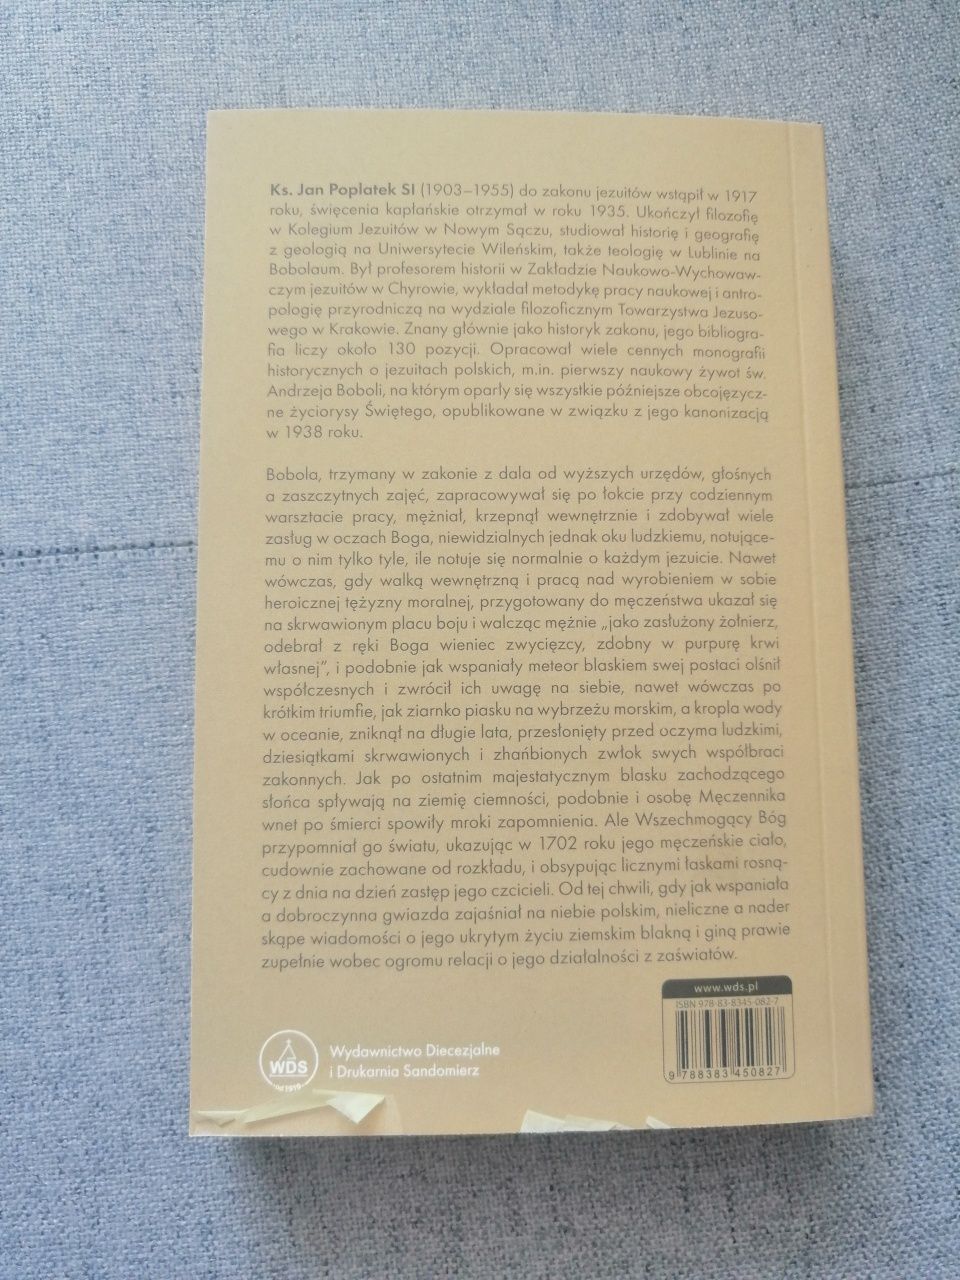 Ks. Jan Poplatek SI (1903–1955) do zakonu jezuitów wstąpił w 1917
roku, święcenia kapłańskie otrzymał w roku 1935. Ukończył filozofię
w Kolegium Jezuitów w Nowym Sączu, studiował historię i geografię
z geologią na Uniwersytecie Wileńskim, także teologię w Lublinie na
Bobolaum. Był profesorem historii w Zakładzie Naukowo-Wychowaw-
czym jezuitów w Chyrowie, wykładał metodykę pracy naukowej i antro-
pologię przyrodniczą na wydziale filozoficznym Towarzystwa Jezuso-
wego w Krakowie. Znany głównie jako historyk zakonu, jego bibliogra-
fia liczy około 130 pozycji. Opracował wiele cennych monografii
historycznych o jezuitach polskich, m.in. pierwszy naukowy żywot św.
Andrzeja Boboli, na którym oparły się wszystkie późniejsze obcojęzycz-
ne życiorysy Świętego, opublikowane w związku z jego kanonizacją
w 1938 roku.
Bobola, trzymany w zakonie z dala od wyższych urzędów, głośnych
a zaszczytnych zajęć, zapracowywał się po łokcie przy codziennym
warsztacie pracy, mężniał, krzepnął wewnętrznie i zdobywał wiele
zasług w oczach Boga, niewidzialnych jednak oku ludzkiemu, notujące-
mu o nim tylko tyle, ile notuje się normalnie o każdym jezuicie. Nawet
wówczas, gdy walką wewnętrzną i pracą nad wyrobieniem w sobie
heroicznej tężyzny moralnej, przygotowany do męczeństwa ukazał się
na skrwawionym placu boju i walcząc mężnie „jako zasłużony żołnierz,
odebrał z ręki Boga wieniec zwycięzcy, zdobny w purpurę krwi
własnej”, i podobnie jak wspaniały meteor blaskiem swej postaci olśnił
współczesnych i zwrócił ich uwagę na siebie, nawet wówczas po
krótkim triumfie, jak ziarnko piasku na wybrzeżu morskim, a kropla wody
w oceanie, zniknął na długie lata, przesłonięty przed oczyma ludzkimi,
dziesiątkami skrwawionych i zhańbionych zwłok swych współbraci
zakonnych. Jak po ostatnim majestatycznym blasku zachodzącego
słońca spływają na ziemię ciemności, podobnie i osobę Męczennika
wnet po śmierci spowiły mroki zapomnienia. Ale Wszechmogący Bóg
przypomniał go światu, ukazując w 1702 roku jego męczeńskie ciało,
cudownie zachowane od rozkładu, i obsypując licznymi łaskami rosną-
cy z dnia na dzień zastęp jego czcicieli. Od tej chwili, gdy jak wspaniała
a dobroczynna gwiazda zajaśniał na niebie polskim, nieliczne a nader
skąpe wiadomości o jego ukrytym życiu ziemskim blakną i giną prawie
zupełnie wobec ogromu relacji o jego działalności z zaświatów.
www.wds.pl
ISBN 978-83-8345-082-7
9 788383 450827
WDS
od 1919
Wydawnictwo Diecezjalne
i Drukarnia Sandomierz